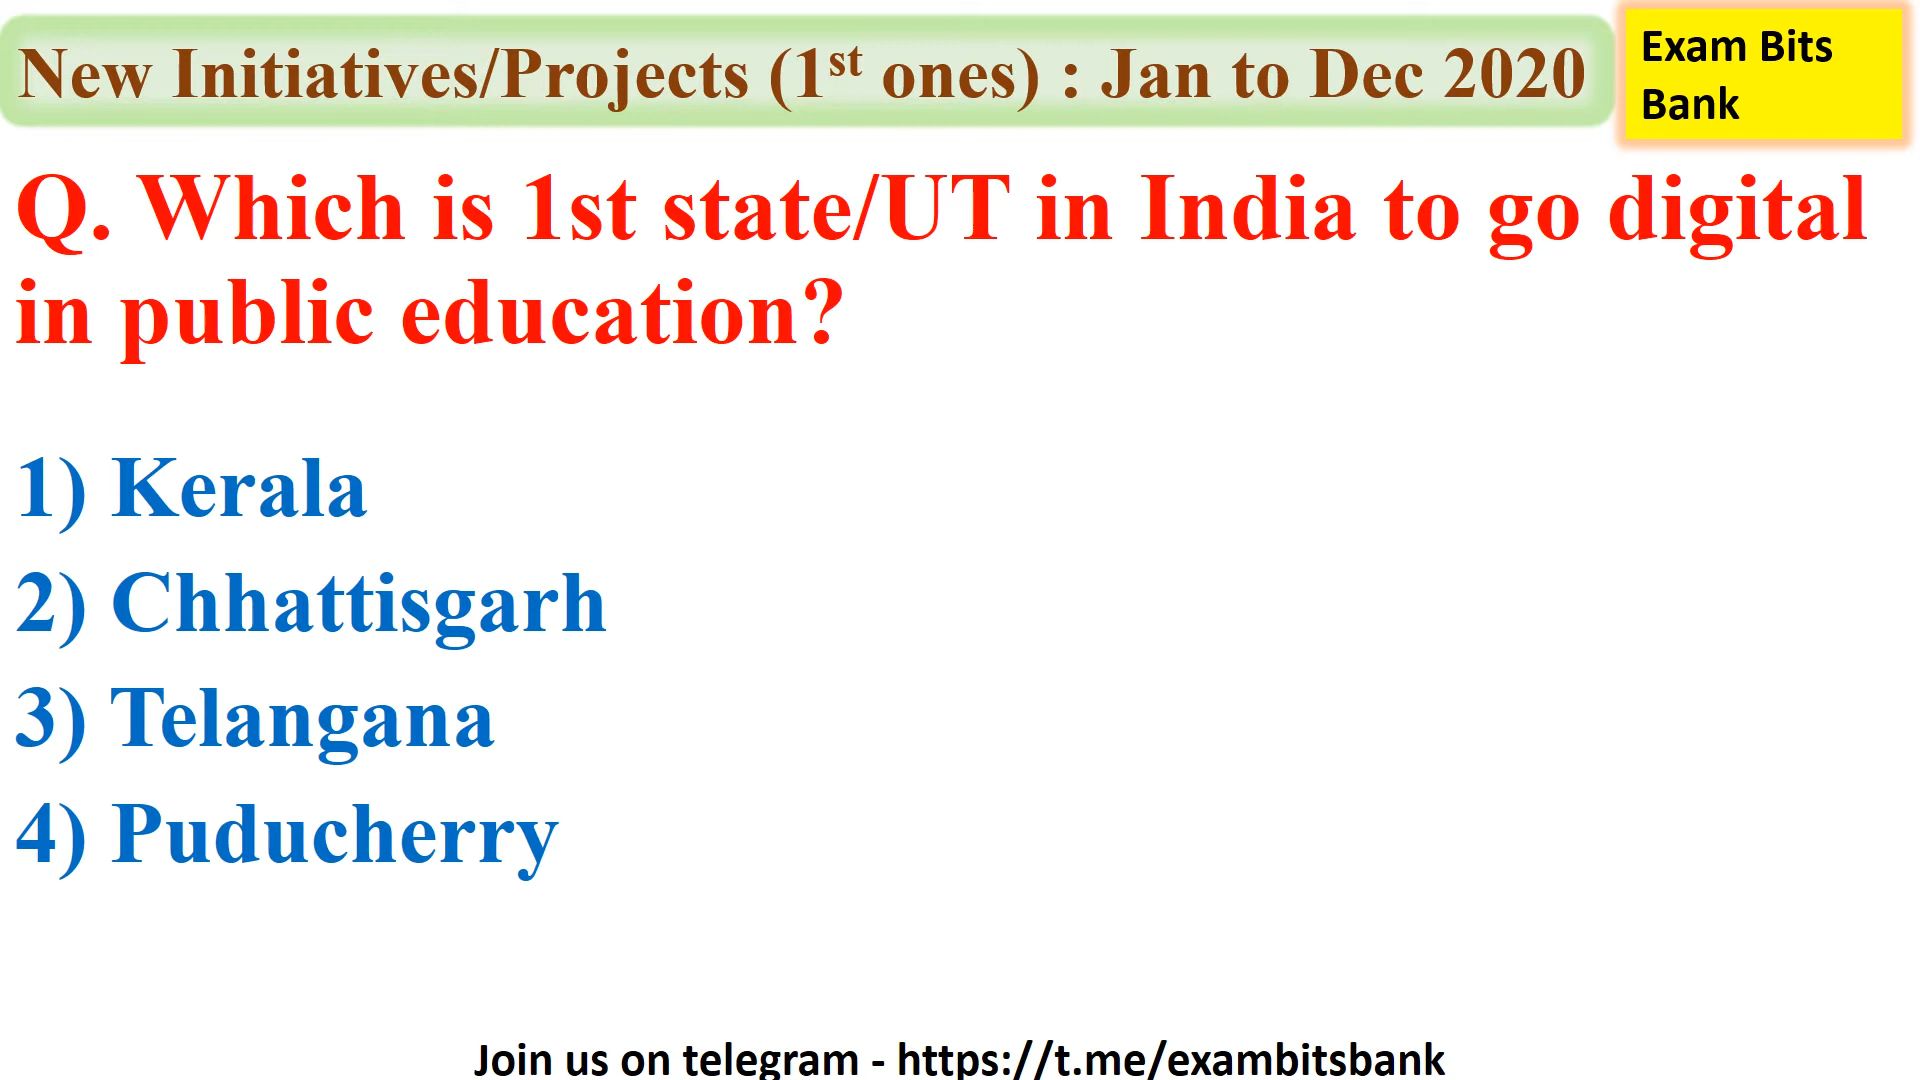 New Initiatives/Projects (1st ones) : Jan to Dec 2020
Exam Bits
Bank
Q. Which is 1st state/UT in India to go digital
in public education?
1) Kerala
2) Chhattisgarh
3) Telangana
4) Puducherry
Join us on telegram - https://t.me/exambitsbank